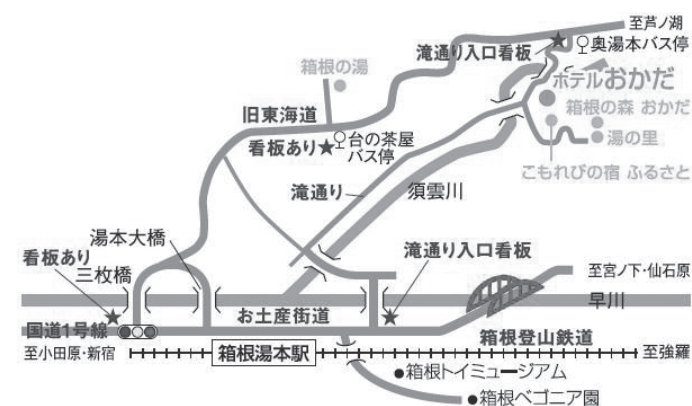 至芦ノ湖
滝通り入口看板
奥湯本バス停
箱根の湯
ホテルおかだ
箱根の森 おかだ
旧東海道
看板あり
台の茶屋
バス停
湯の里
こもれびの宿 ふるさと
滝通り
須雲川
湯本大橋
看板あり
三枚橋
滝通り入口看板
至宮ノ下・仙石原
早川
お土産街道
国道1号線
箱根登山鉄道
至小田原・新宿
箱根湯本駅
至強羅
箱根トイミュージアム
箱根ベゴニア園